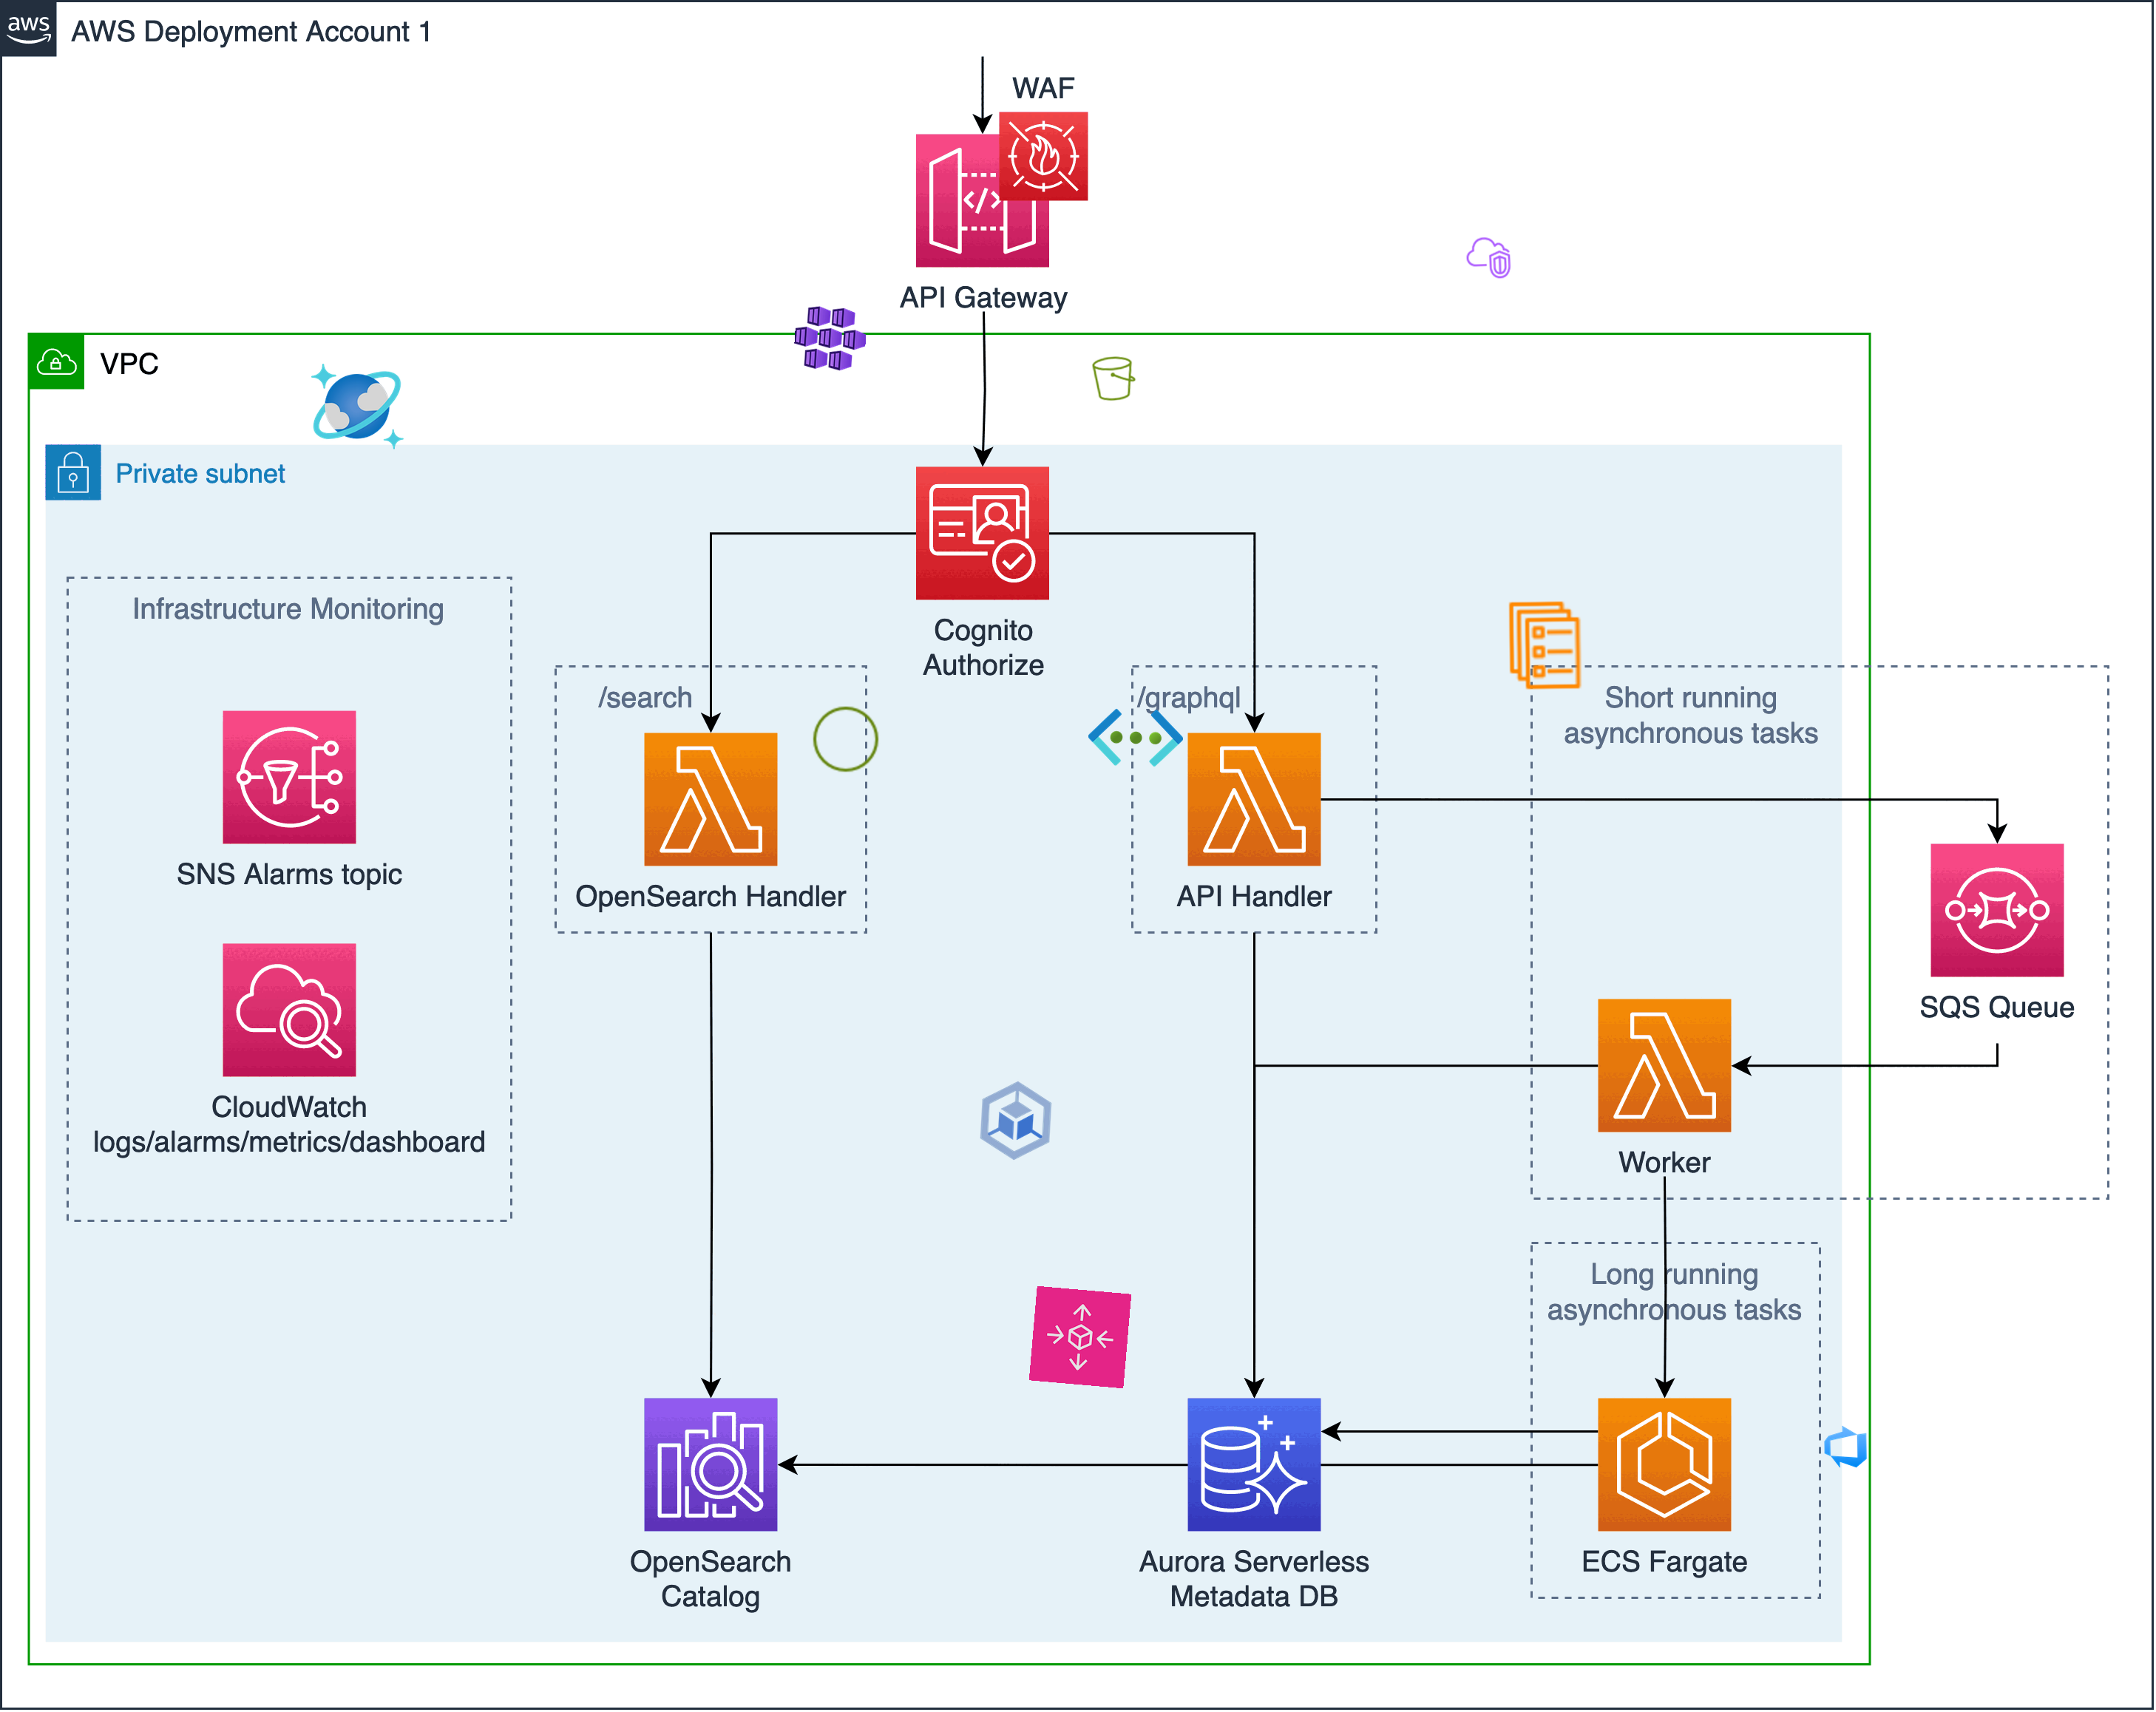 aws
AWS Deployment Account 1
WAF
API Gateway
VPC
Private subnet
Cognito
Authorize
Infrastructure Monitoring
SNS Alarms topic
CloudWatch
logs/alarms/metrics/dashboard
/search
OpenSearch Handler
/graphql
API Handler
Short running
asynchronous tasks
SQS Queue
Worker
Long running
asynchronous tasks
OpenSearch
Catalog
Aurora Serverless
Metadata DB
ECS Fargate